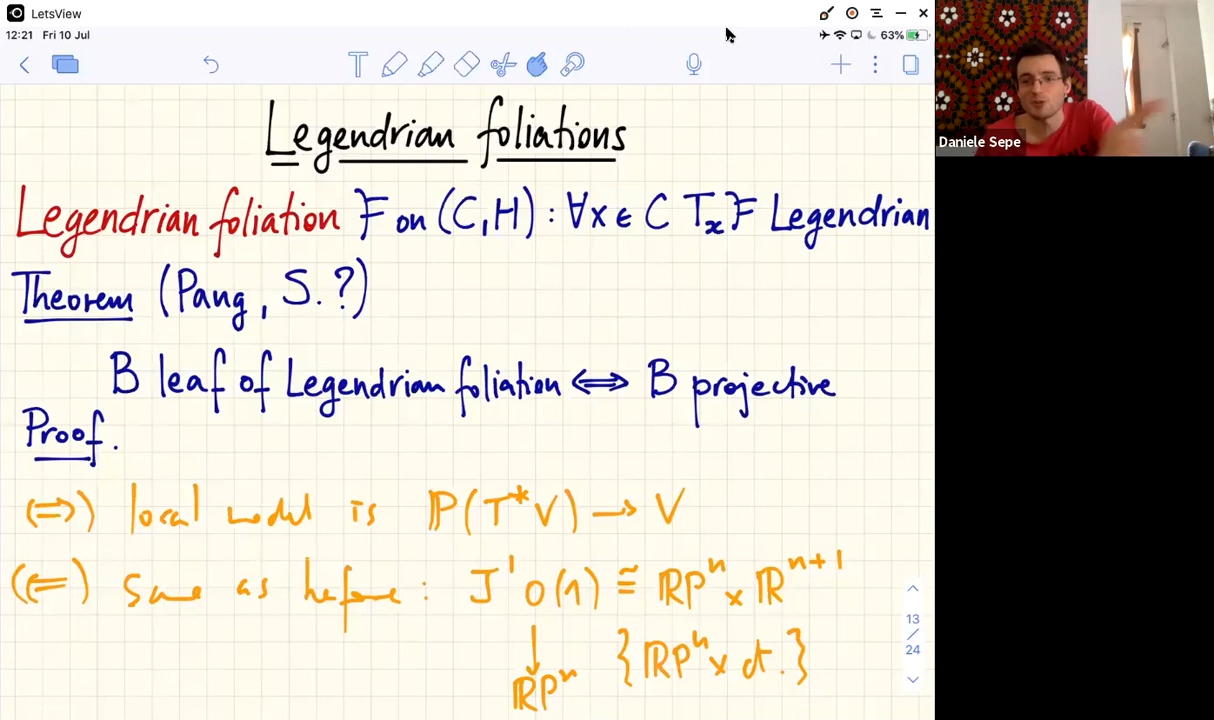 LetsView
12:21 Fri 10 Jul
63%
Legendrian foliations
Legendrian foliation F on (C,H) : ∀x ∈ C TₓF Legendrian
Theorem (Pang, S.?)
B leaf of Legendrian foliation ⟺ B projective
Proof.
(⟹) local model is ℙ(T*V) → V
(⟸) same as before : J¹O(1) ≅ ℝPⁿ × ℝⁿ⁺¹
↓ {ℝPⁿ × ct.}
ℝPⁿ
13
/
24
Daniele Sepe